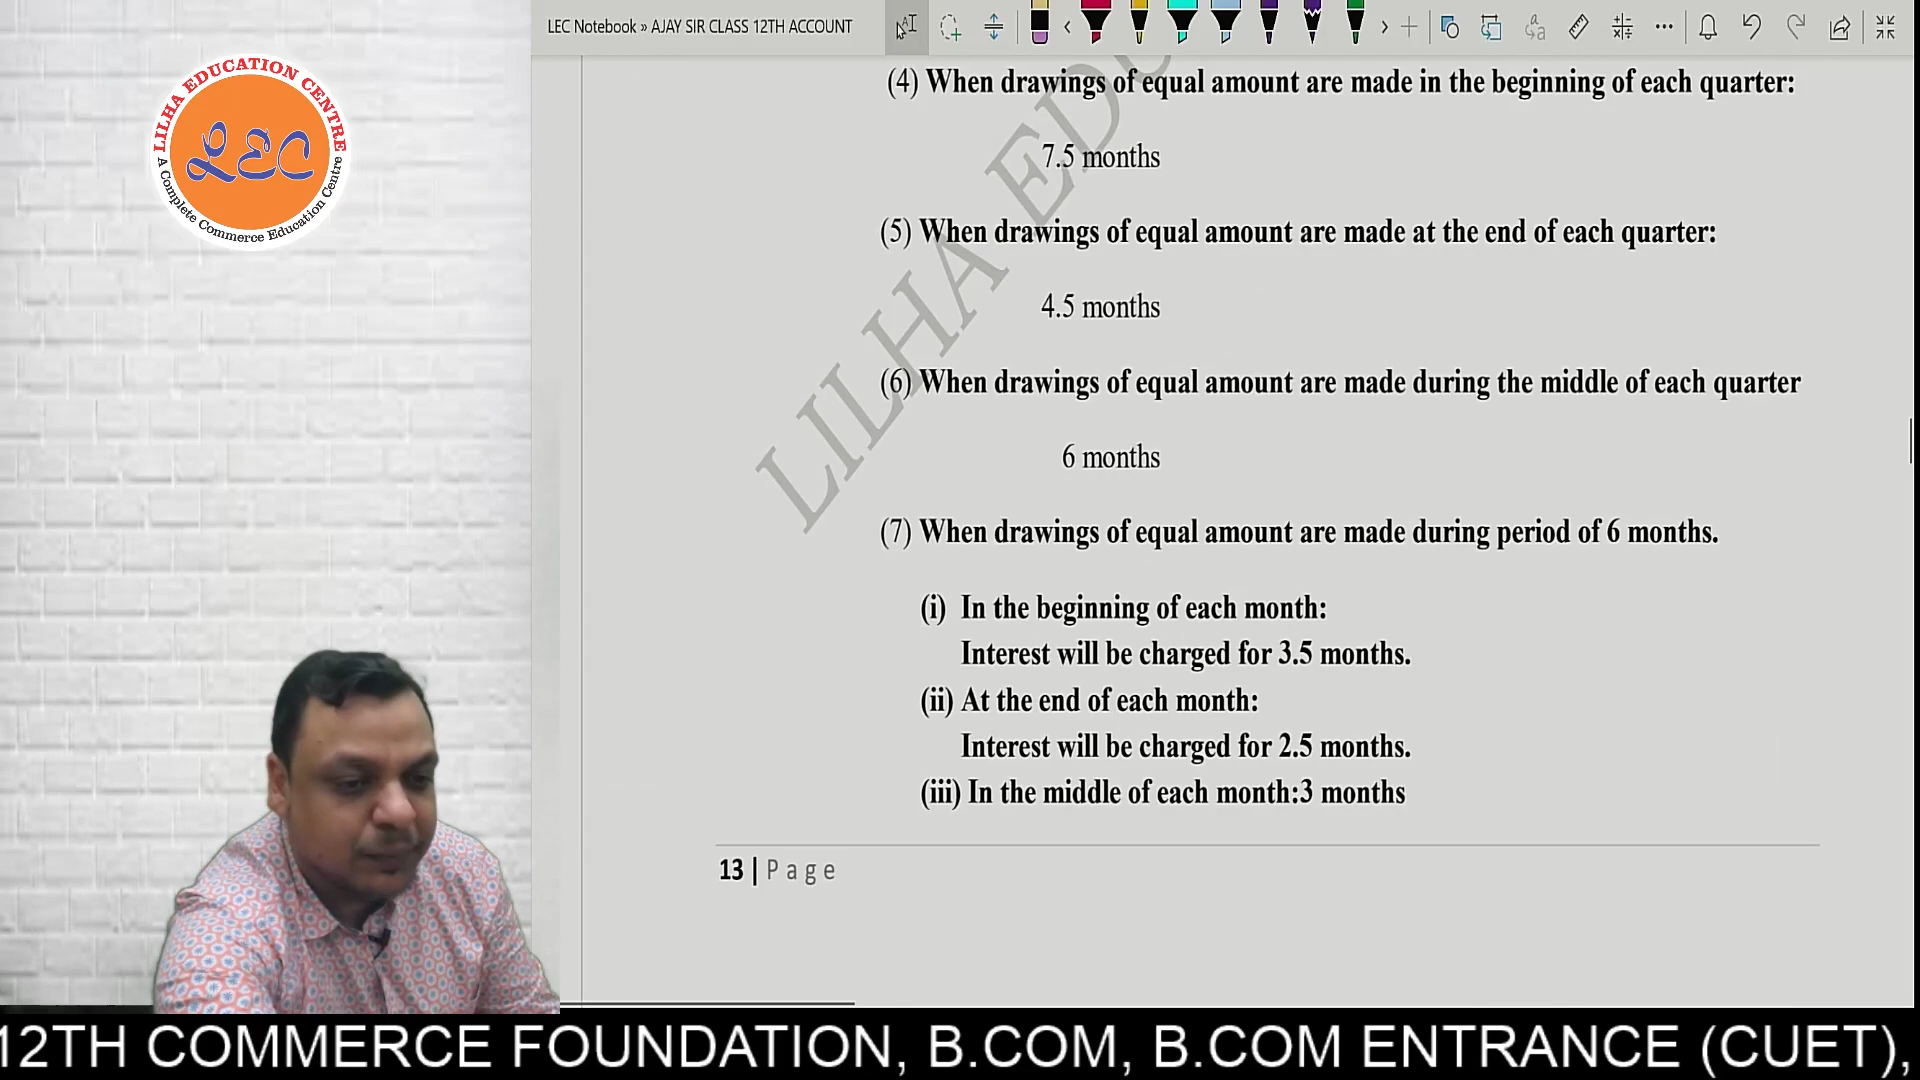 LEC Notebook » AJAY SIR CLASS 12TH ACCOUNT
LILHA EDUCATION CENTRE
LEC
A Complete Commerce Education Centre
(4) When drawings of equal amount are made in the beginning of each quarter:
7.5 months
(5) When drawings of equal amount are made at the end of each quarter:
4.5 months
(6) When drawings of equal amount are made during the middle of each quarter
6 months
(7) When drawings of equal amount are made during period of 6 months.
(i) In the beginning of each month:
Interest will be charged for 3.5 months.
(ii) At the end of each month:
Interest will be charged for 2.5 months.
(iii) In the middle of each month:3 months
LILHA EDU
13 | Page
12TH COMMERCE FOUNDATION, B.COM, B.COM ENTRANCE (CUET),